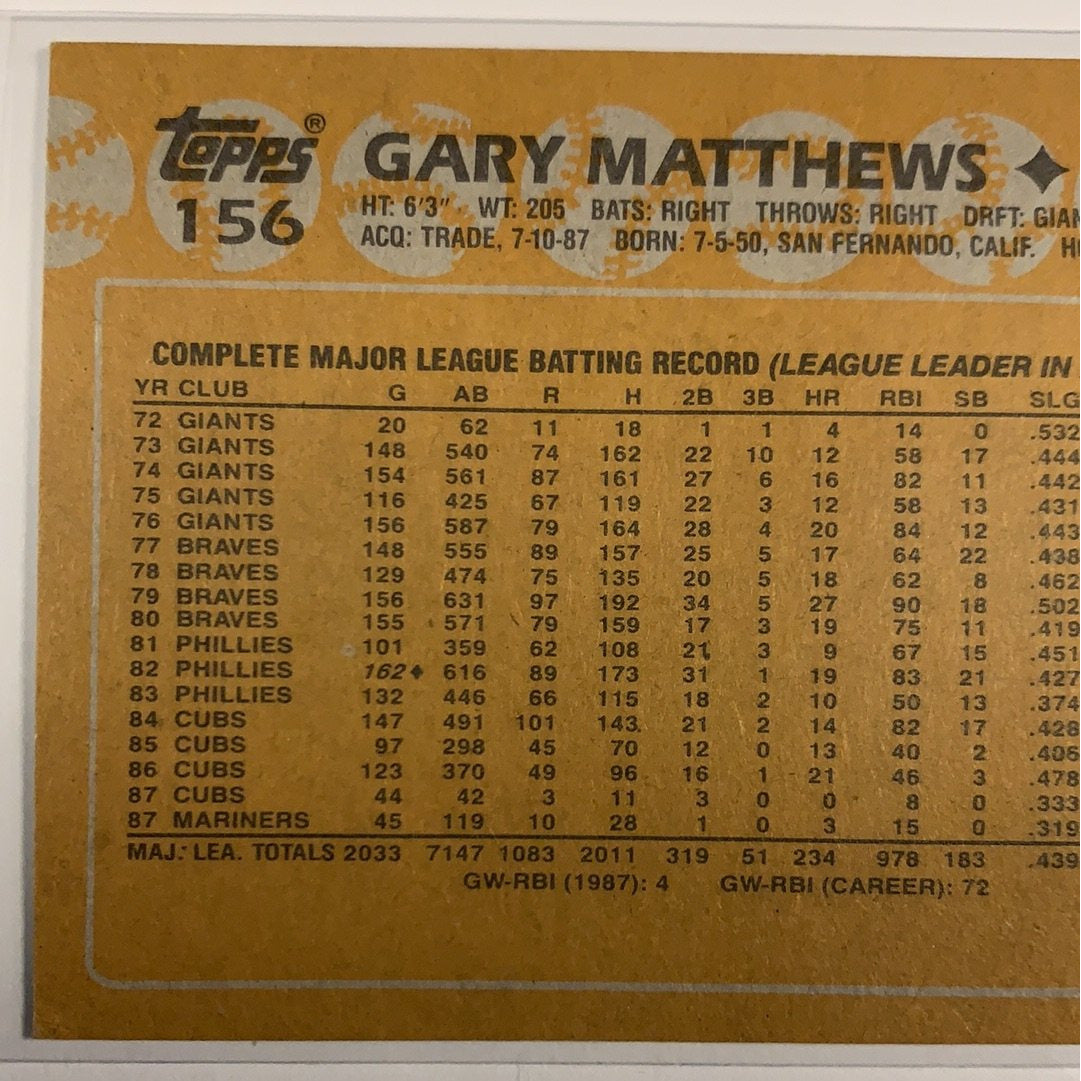 Topps® GARY MATTHEWS
156 HT: 6'3" WT: 205 BATS: RIGHT THROWS: RIGHT DRFT: GIAN
ACQ: TRADE, 7-10-87 BORN: 7-5-50, SAN FERNANDO, CALIF.
COMPLETE MAJOR LEAGUE BATTING RECORD (LEAGUE LEADER IN
YR CLUB G AB R H 2B 3B HR RBI SB SLG
72 GIANTS 20 62 11 18 1 1 4 14 0 .532
73 GIANTS 148 540 74 162 22 10 12 58 17 .444
74 GIANTS 154 561 87 161 27 6 16 82 11 .442
75 GIANTS 116 425 67 119 22 3 12 58 13 .431
76 GIANTS 156 587 79 164 28 4 20 84 12 .443
77 BRAVES 148 555 89 157 25 5 17 64 22 .438
78 BRAVES 129 474 75 135 20 5 18 62 8 .462
79 BRAVES 156 631 97 192 34 5 27 90 18 .502
80 BRAVES 155 571 79 159 17 3 19 75 11 .419
81 PHILLIES 101 359 62 108 21 3 9 67 15 .451
82 PHILLIES 162♦ 616 89 173 31 1 19 83 21 .427
83 PHILLIES 132 446 66 115 18 2 10 50 13 .374
84 CUBS 147 491 101 143 21 2 14 82 17 .428
85 CUBS 97 298 45 70 12 0 13 40 2 .406
86 CUBS 123 370 49 96 16 1 21 46 3 .478
87 CUBS 44 42 3 11 3 0 0 8 0 .333
87 MARINERS 45 119 10 28 1 0 3 15 0 .319
MAJ. LEA. TOTALS 2033 7147 1083 2011 319 51 234 978 183 .439
GW-RBI (1987): 4 GW-RBI (CAREER): 72